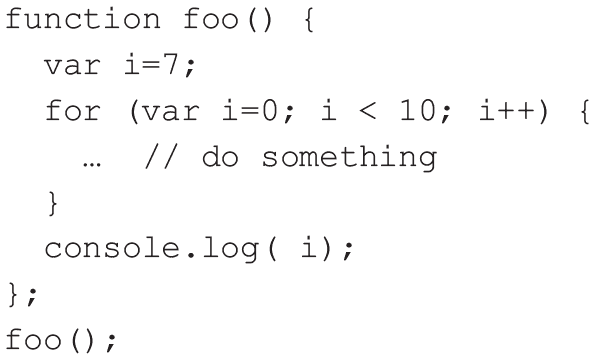 function foo() {
  var i=7;
  for (var i=0; i < 10; i++) {
    …  // do something
  }
  console.log( i);
};
foo();